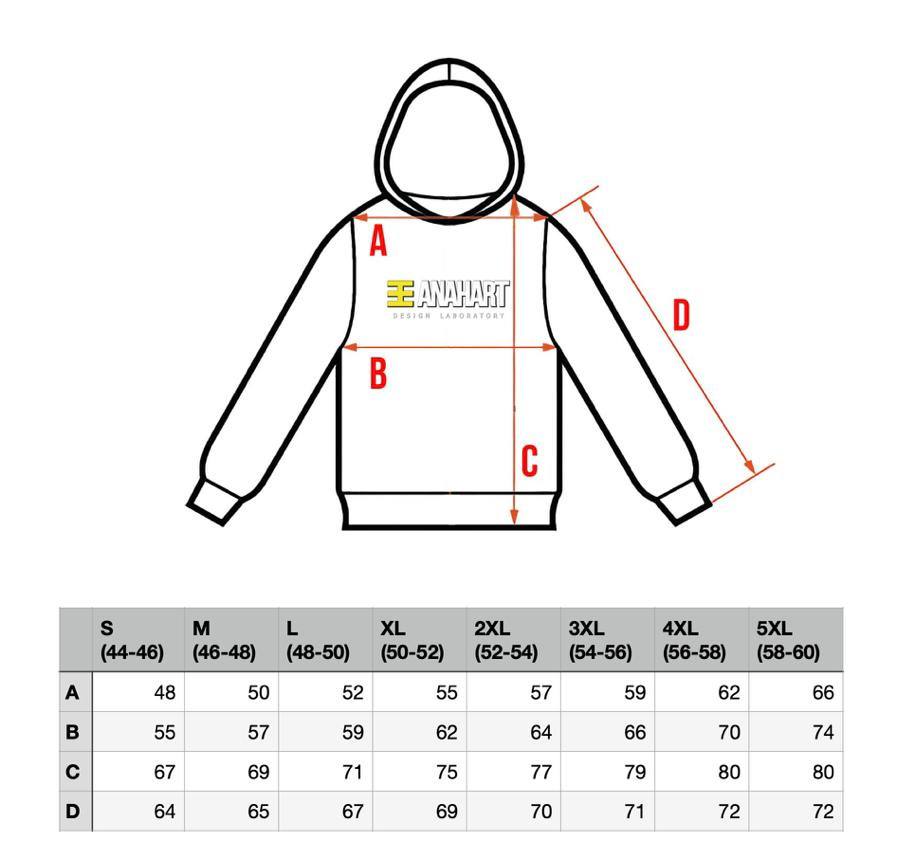 A
ANAHART
DESIGN LABORATORY
D
B
C
S M L XL 2XL 3XL 4XL 5XL
(44-46) (46-48) (48-50) (50-52) (52-54) (54-56) (56-58) (58-60)
A 48 50 52 55 57 59 62 66
B 55 57 59 62 64 66 70 74
C 67 69 71 75 77 79 80 80
D 64 65 67 69 70 71 72 72